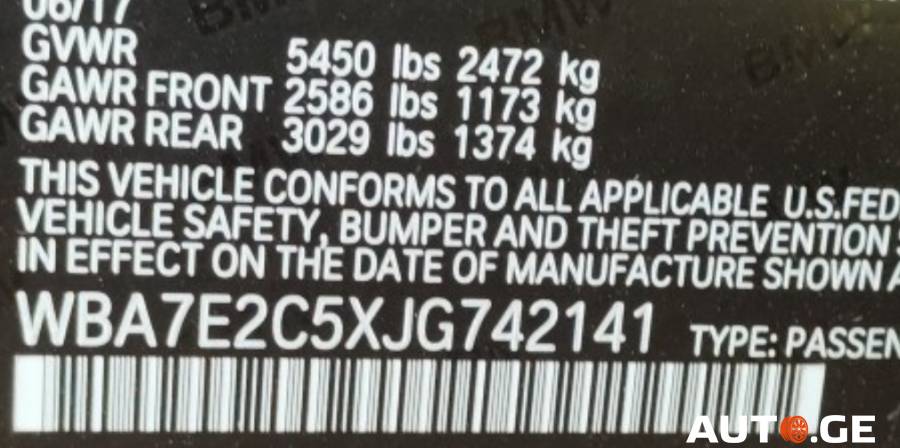 06/17
GVWR 5450 lbs 2472 kg
GAWR FRONT 2586 lbs 1173 kg
GAWR REAR 3029 lbs 1374 kg
THIS VEHICLE CONFORMS TO ALL APPLICABLE U.S.FED
VEHICLE SAFETY, BUMPER AND THEFT PREVENTION
IN EFFECT ON THE DATE OF MANUFACTURE SHOWN A
WBA7E2C5XJG742141 TYPE: PASSEN
AUTO.GE